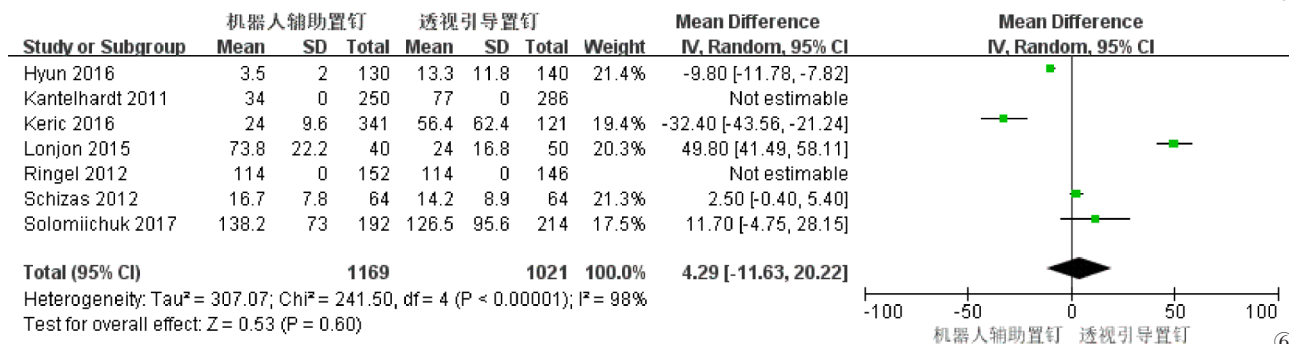 机器人辅助置钉 透视引导置钉 Mean Difference Mean Difference
Study or Subgroup Mean SD Total Mean SD Total Weight IV, Random, 95% CI IV, Random, 95% CI
Hyun 2016 3.5 2 130 13.3 11.8 140 21.4% -9.80 [-11.78, -7.82]
Kantelhardt 2011 34 0 250 77 0 286 Not estimable
Keric 2016 24 9.6 341 56.4 62.4 121 19.4% -32.40 [-43.56, -21.24]
Lonjon 2015 73.8 22.2 40 24 16.8 50 20.3% 49.80 [41.49, 58.11]
Ringel 2012 114 0 152 114 0 146 Not estimable
Schizas 2012 16.7 7.8 64 14.2 8.9 64 21.3% 2.50 [-0.40, 5.40]
Solomiichuk 2017 138.2 73 192 126.5 95.6 214 17.5% 11.70 [-4.75, 28.15]
Total (95% CI) 1169 1021 100.0% 4.29 [-11.63, 20.22]
Heterogeneity: Tau² = 307.07; Chi² = 241.50, df = 4 (P < 0.00001); I² = 98%
Test for overall effect: Z = 0.53 (P = 0.60)
-100 -50 0 50 100
机器人辅助置钉 透视引导置钉
⑥